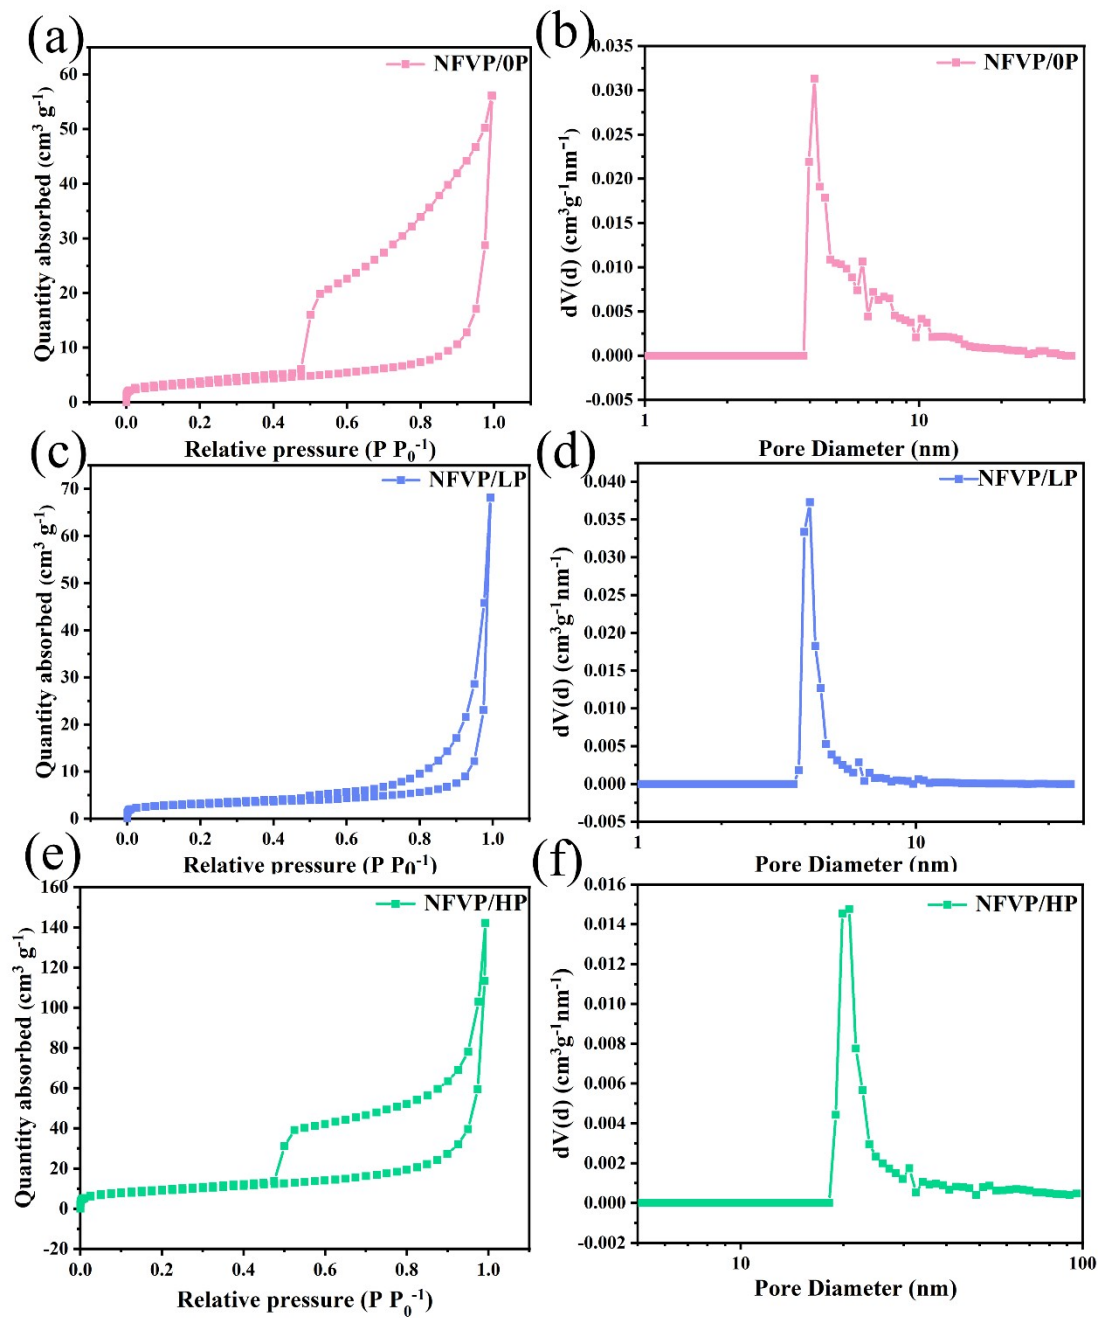 (a)
NFVP/0P
Quantity absorbed (cm³ g⁻¹)
60
50
40
30
20
10
0
0.0 0.2 0.4 0.6 0.8 1.0
Relative pressure (P P₀⁻¹)
(b)
NFVP/0P
dV(d) (cm³g⁻¹nm⁻¹)
0.035
0.030
0.025
0.020
0.015
0.010
0.005
0.000
-0.005
1 10
Pore Diameter (nm)
(c)
NFVP/LP
Quantity absorbed (cm³ g⁻¹)
70
60
50
40
30
20
10
0
0.0 0.2 0.4 0.6 0.8 1.0
Relative pressure (P P₀⁻¹)
(d)
NFVP/LP
dV(d) (cm³g⁻¹nm⁻¹)
0.040
0.035
0.030
0.025
0.020
0.015
0.010
0.005
0.000
-0.005
1 10
Pore Diameter (nm)
(e)
NFVP/HP
Quantity absorbed (cm³ g⁻¹)
160
140
120
100
80
60
40
20
0
-20
0.0 0.2 0.4 0.6 0.8 1.0
Relative pressure (P P₀⁻¹)
(f)
NFVP/HP
dV(d) (cm³g⁻¹nm⁻¹)
0.016
0.014
0.012
0.010
0.008
0.006
0.004
0.002
0.000
-0.002
10 100
Pore Diameter (nm)